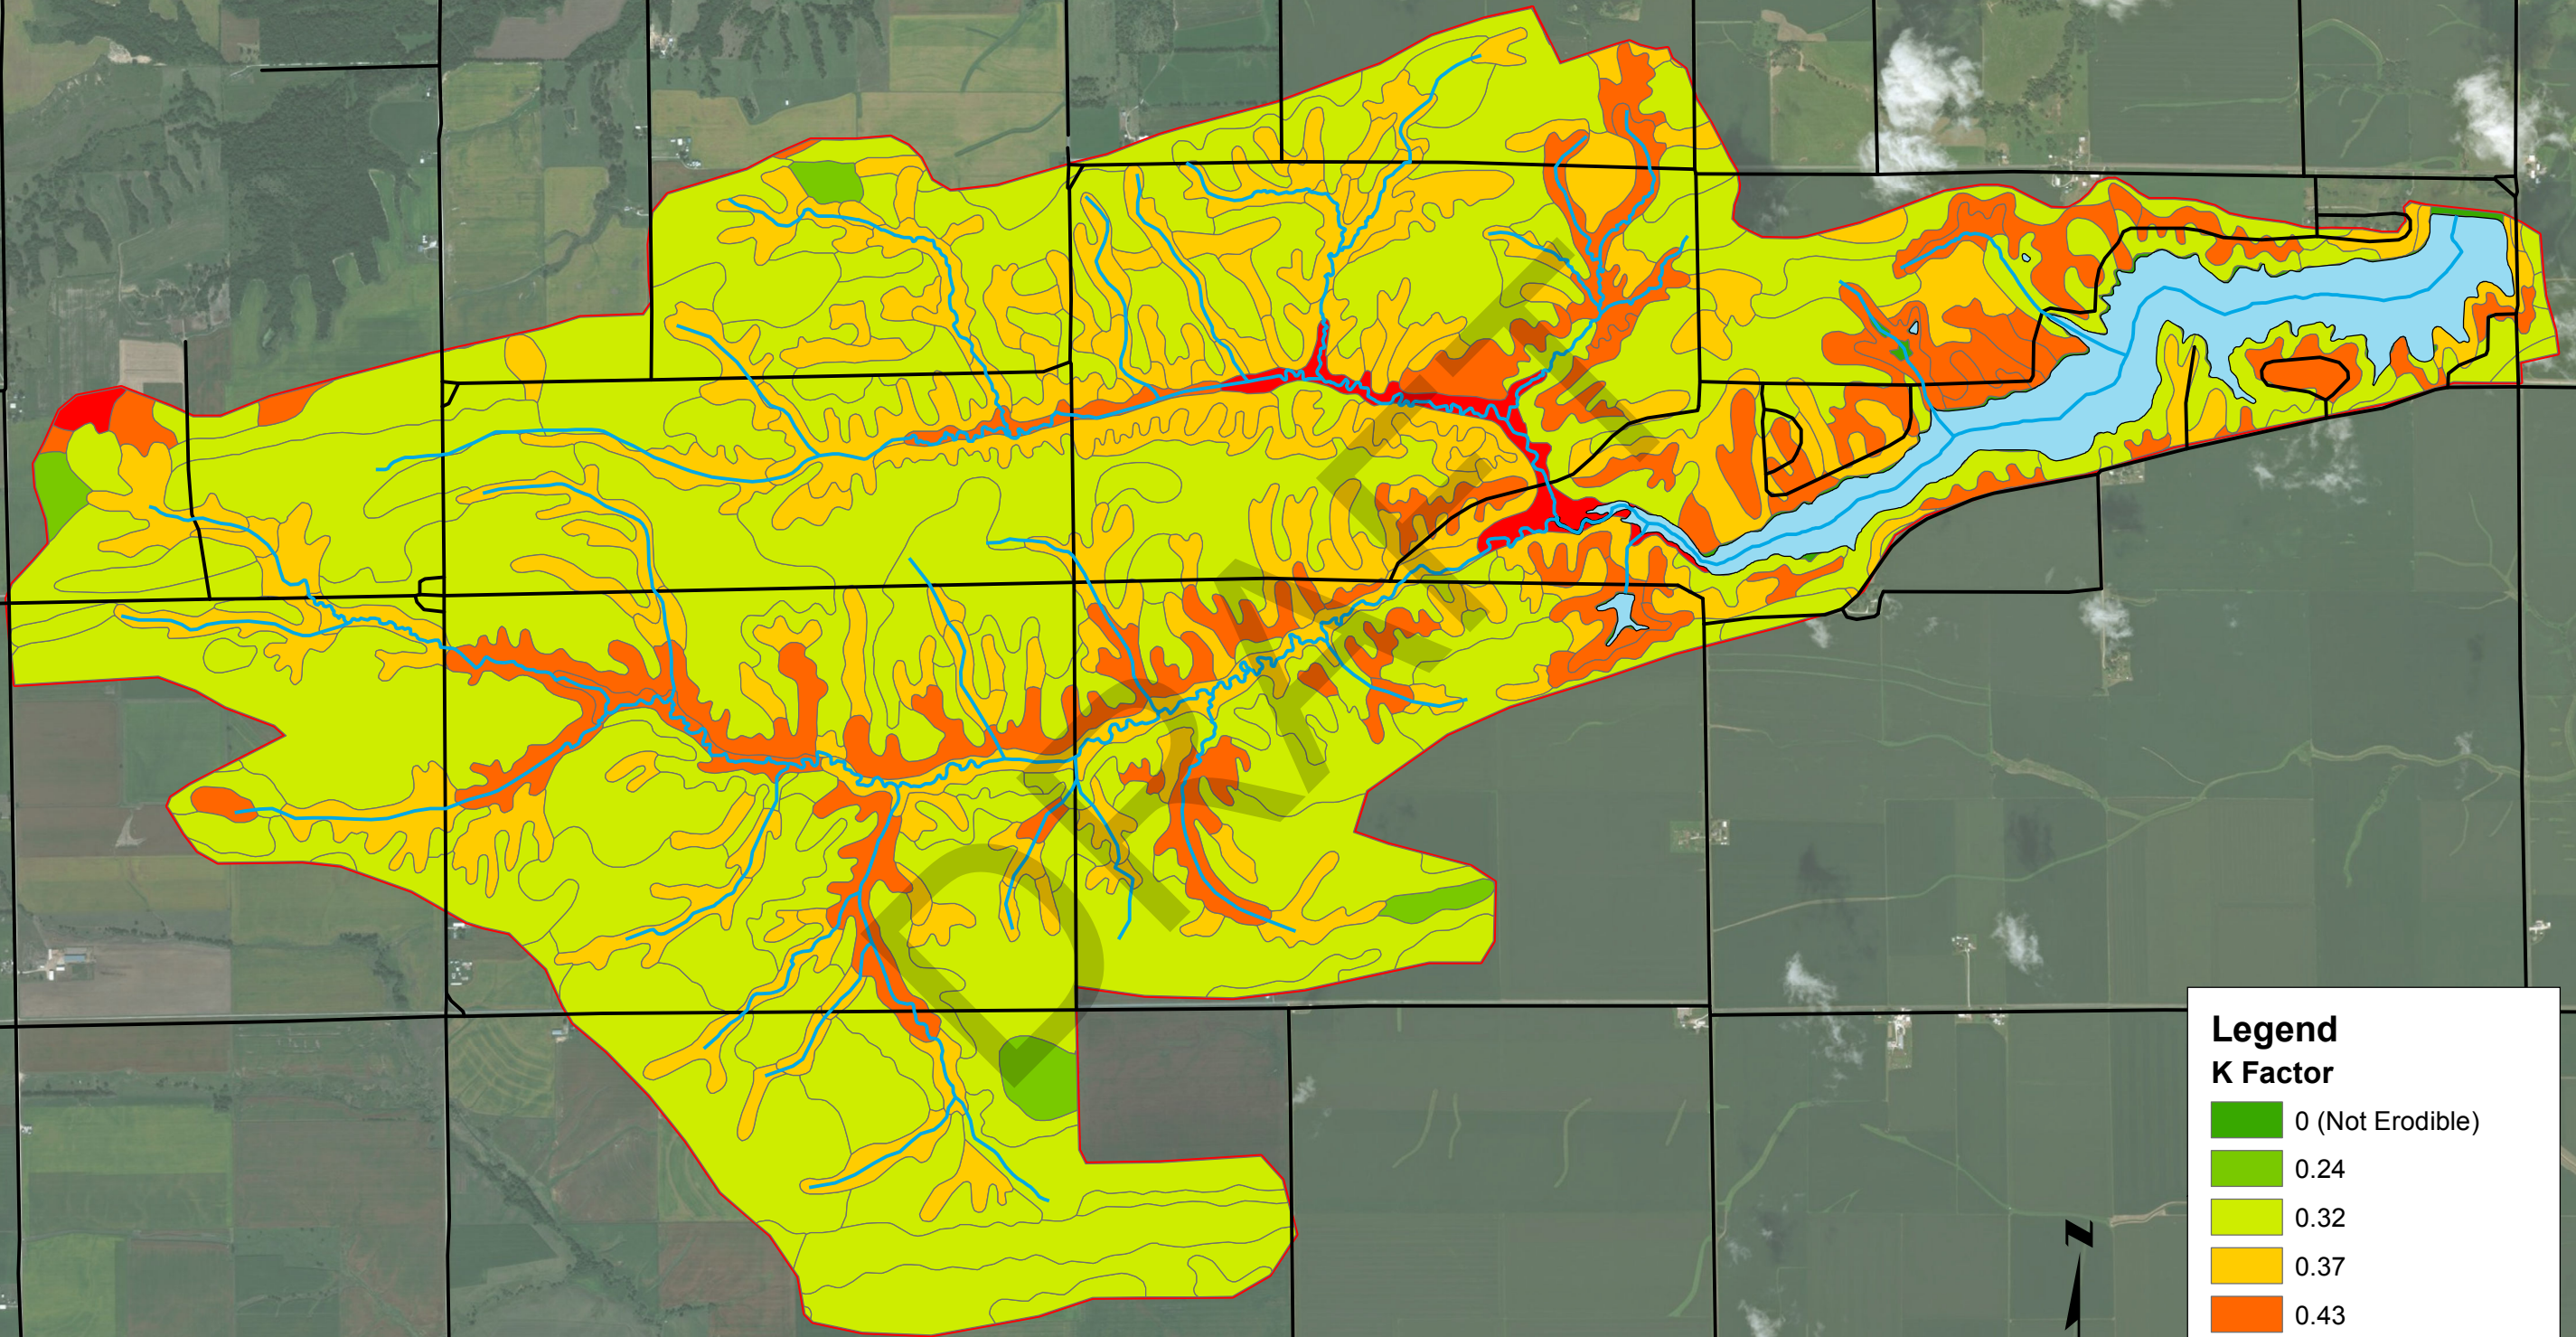 DRAFT
Legend
K Factor
0 (Not Erodible)
0.24
0.32
0.37
0.43
N